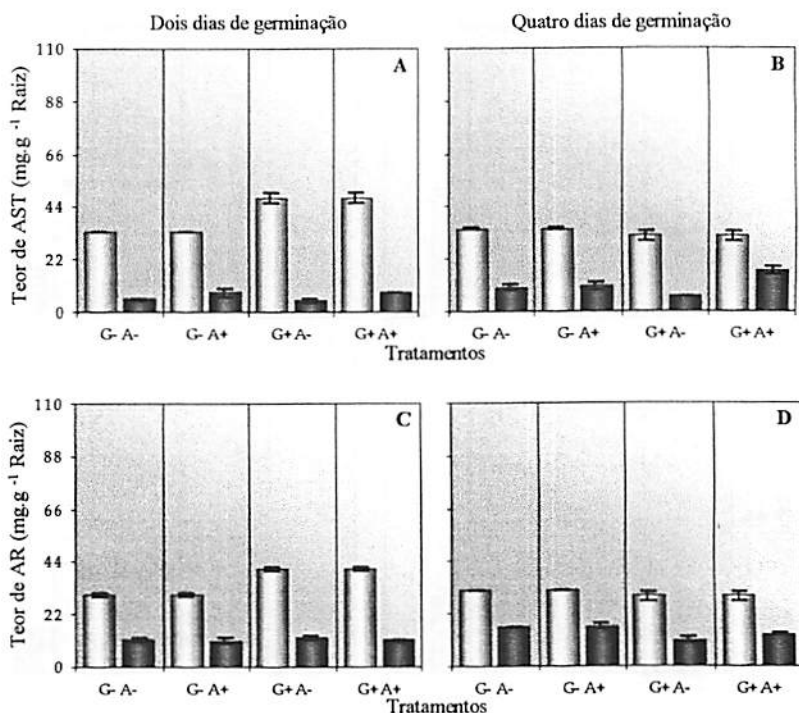 Dois dias de germinação
Quatro dias de germinação
Teor de AST (mg.g ⁻¹ Raiz)
110
88
66
44
22
0
A
B
G- A-
G- A+
G+ A-
G+ A+
G- A-
G- A+
G+ A-
G+ A+
Tratamentos
Teor de AR (mg.g ⁻¹ Raiz)
110
88
66
44
22
0
C
D
G- A-
G- A+
G+ A-
G+ A+
G- A-
G- A+
G+ A-
G+ A+
Tratamentos